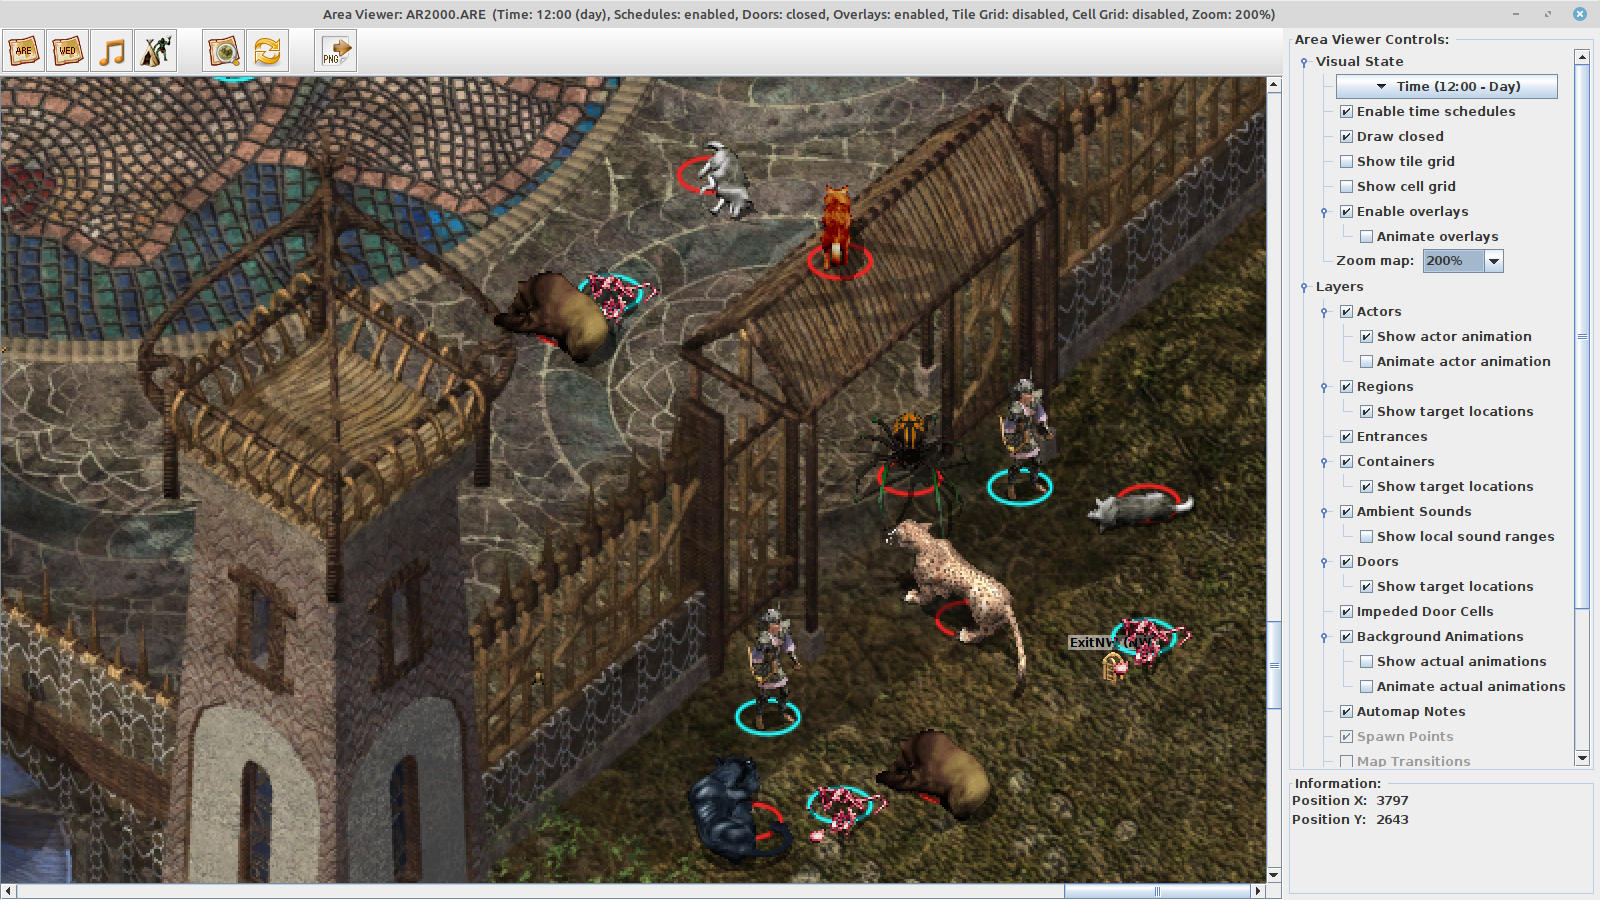 Area Viewer: AR2000.ARE (Time: 12:00 (day), Schedules: enabled, Doors: closed, Overlays: enabled, Tile Grid: disabled, Cell Grid: disabled, Zoom: 200%)
ARE
WED
PNG
Area Viewer Controls:
Visual State
Time (12:00 - Day)
Enable time schedules
Draw closed
Show tile grid
Show cell grid
Enable overlays
Animate overlays
Zoom map: 200%
Layers
Actors
Show actor animation
Animate actor animation
Regions
Show target locations
Entrances
Containers
Show target locations
Ambient Sounds
Show local sound ranges
Doors
Show target locations
Impeded Door Cells
Background Animations
Show actual animations
Animate actual animations
Automap Notes
Spawn Points
Map Transitions
Information:
Position X: 3797
Position Y: 2643